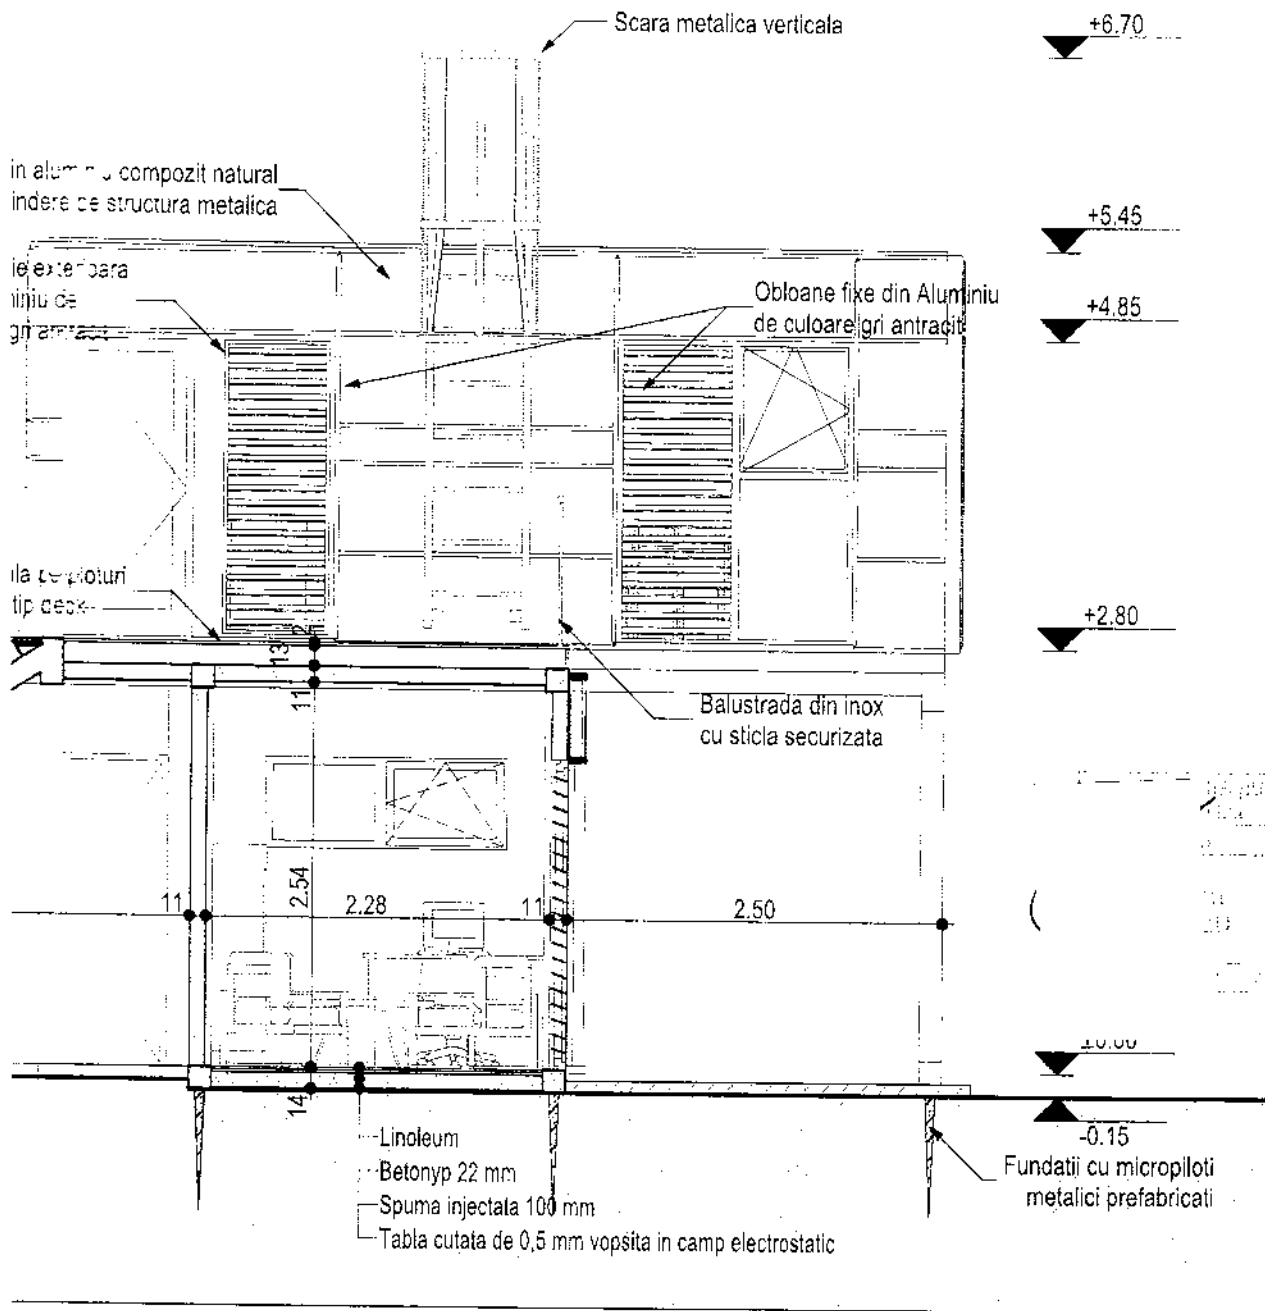 Scara metalica verticala
+6.70
compozit natural
indere pe structura metalica
+5.45
Obloane fixe din Aluminiu
de culoare gri antracit
+4.85
tip deck
+2.80
2
13
11
Balustrada din inox
cu sticla securizata
2.54
11
2.28
11
2.50
14
-0.15
Linoleum
Betonyp 22 mm
Spuma injectata 100 mm
Tabla cutata de 0,5 mm vopsita in camp electrostatic
Fundatii cu micropiloti
metalici prefabricati